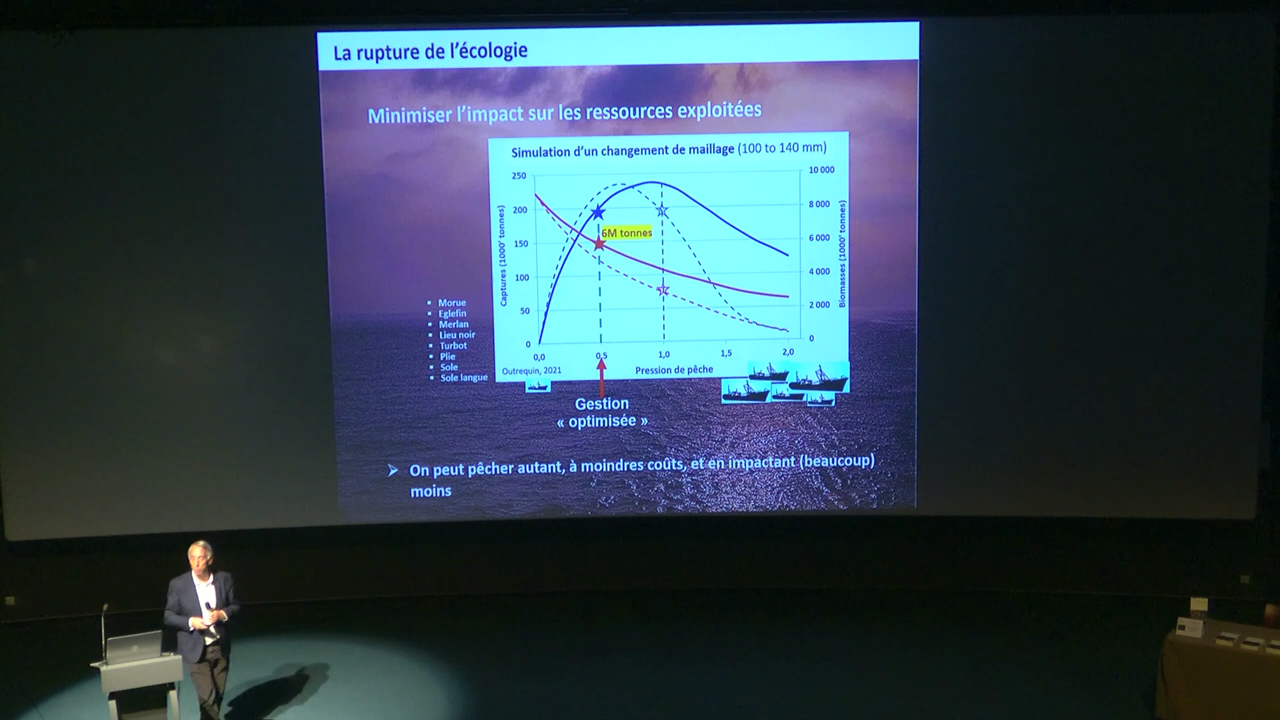 La rupture de l'écologie
Minimiser l'impact sur les ressources exploitées
Simulation d'un changement de maillage (100 to 140 mm)
250
200
150
100
50
0
Captures (1000' tonnes)
10 000
8 000
6 000
4 000
2 000
0
Biomasses (1000' tonnes)
6M tonnes
0,0
0,5
1,0
1,5
2,0
Outrequin, 2021
Pression de pêche
▪ Morue
▪ Eglefin
▪ Merlan
▪ Lieu noir
▪ Turbot
▪ Plie
▪ Sole
▪ Sole langue
Gestion
« optimisée »
➢ On peut pêcher autant, à moindres coûts, et en impactant (beaucoup)
moins